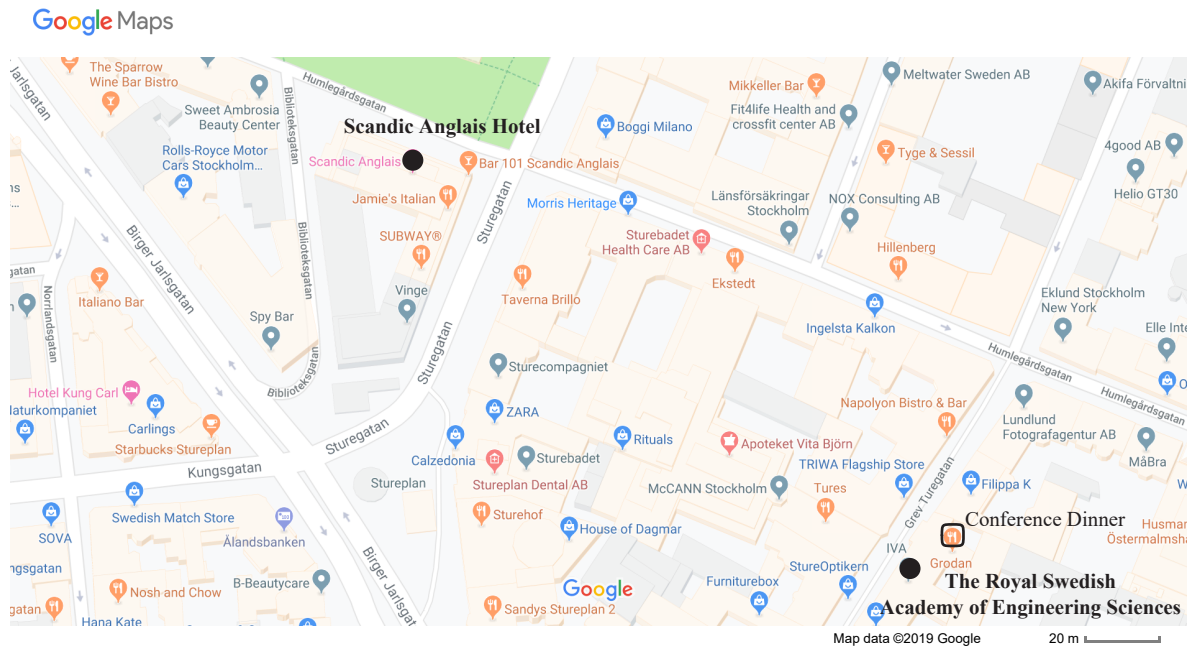 Google Maps
Jarlsgatan
The Sparrow
Wine Bar Bistro
Humlegårdsgatan
Biblioteksgatan
Sweet Ambrosia
Beauty Center
Rolls-Royce Motor
Cars Stockholm...
Scandic Anglais Hotel
Scandic Anglais
Bar 101 Scandic Anglais
Jamie's Italian
SUBWAY®
Boggi Milano
Mikkeller Bar
Fit4life Health and
crossfit center AB
Meltwater Sweden AB
Akifa Förvaltni
Tyge & Sessil
4good AB
Helio GT30
ns
...
Morris Heritage
Länsförsäkringar
Stockholm
NOX Consulting AB
Sturebadet
Health Care AB
Hillenberg
Sturegatan
Birger Jarlsgatan
Biblioteksgatan
gatan
Norrlandsgatan
Italiano Bar
Spy Bar
Vinge
Taverna Brillo
Ekstedt
Ingelsta Kalkon
Eklund Stockholm
New York
Elle Inte
Sturegatan
Sturecompagniet
Humlegårdsgatan
Humlegårdsgatan
Biblioteksgatan
Hotel Kung Carl
laturkompaniet
Carlings
Starbucks Stureplan
ZARA
Napolyon Bistro & Bar
Lundlund
Fotografagentur AB
O
MåBra
Sturegatan
Kungsgatan
Calzedonia
Rituals
Apoteket Vita Björn
Sturebadet
Stureplan
Stureplan Dental AB
McCANN Stockholm
TRIWA Flagship Store
Tures
Filippa K
W
Grev Turegatan
SOVA
Swedish Match Store
Ålandsbanken
Sturehof
House of Dagmar
Conference Dinner
Husmar
Östermalmsha
IVA
Grodan
ngsgatan
gatan
Nosh and Chow
Hana Kate
B-Beautycare
Birger Jarlsgat
Sandys Stureplan 2
Google
Furniturebox
StureOptikern
The Royal Swedish
Academy of Engineering Sciences
Map data ©2019 Google
20 m